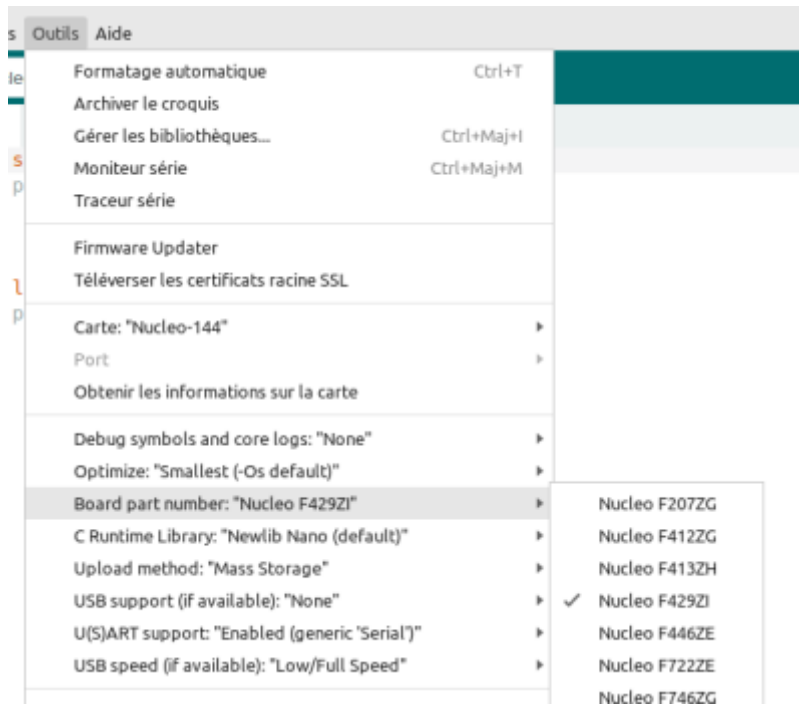 s Outils Aide
de
Formatage automatique Ctrl+T
Archiver le croquis
Gérer les bibliothèques... Ctrl+Maj+I
s
Moniteur série Ctrl+Maj+M
p
Traceur série
Firmware Updater
l
Téléverser les certificats racine SSL
p
Carte: "Nucleo-144"
Port
Obtenir les informations sur la carte
Debug symbols and core logs: "None"
Optimize: "Smallest (-Os default)"
Board part number: "Nucleo F429ZI"
C Runtime Library: "Newlib Nano (default)"
Upload method: "Mass Storage"
USB support (if available): "None"
U(S)ART support: "Enabled (generic 'Serial')"
USB speed (if available): "Low/Full Speed"
Nucleo F207ZG
Nucleo F412ZG
Nucleo F413ZH
Nucleo F429ZI
Nucleo F446ZE
Nucleo F722ZE
Nucleo F746ZG